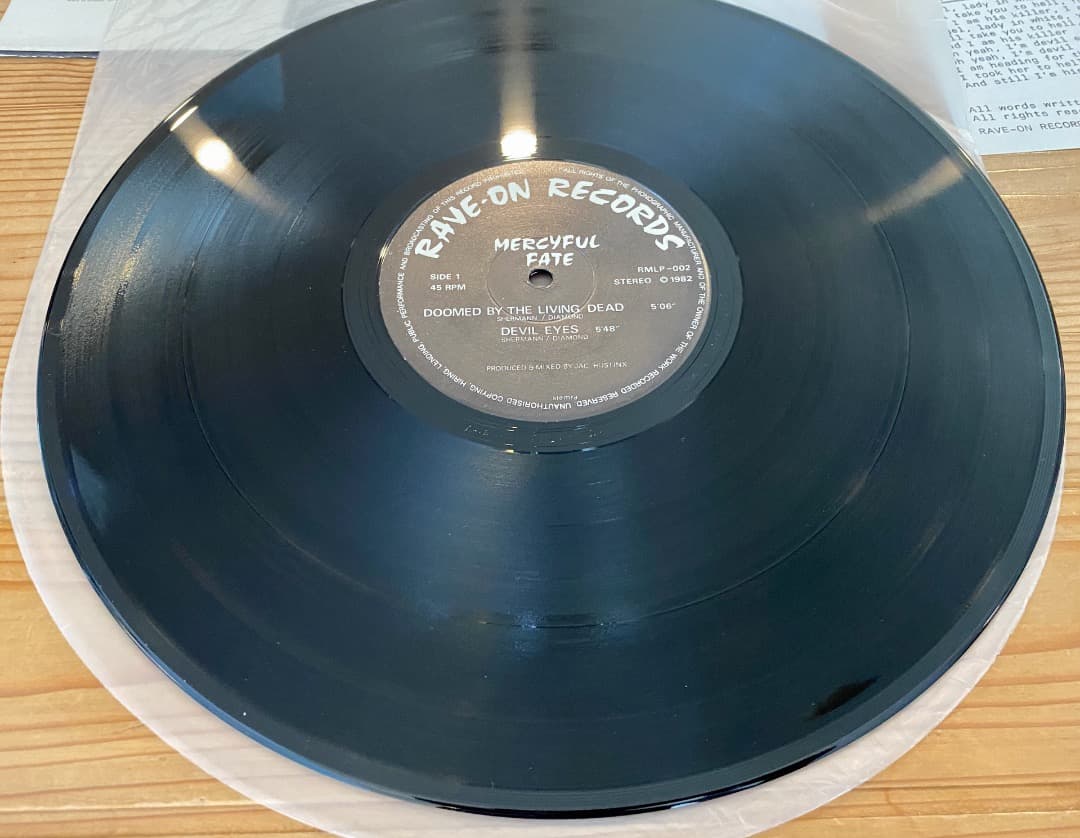 take you to hell
I am his killer,
lady in white,
take you to hell
I am his killer
yeah, I'm devil
yeah, I's devil
am heading for
I took her to hell
And still I's his
All words writt
All rights res
RAVE-ON RECORD
ALL RIGHTS OF THE PHONOGRAPHIC MANUFACTURER AND OF THE OWNER OF THE WORK RECORDED RESERVED. UNAUTHORISED COPYING, HIRING, LENDING, PUBLIC PERFORMANCE AND BROADCASTING OF THIS RECORD PROHIBITED
RAVE-ON RECORDS
MERCYFUL
FATE
SIDE 1
45 RPM
RMLP-002
STEREO © 1982
DOOMED BY THE LIVING DEAD 5'06"
SHERMANN / DIAMOND
DEVIL EYES 5'48"
SHERMANN / DIAMOND
PRODUCED & MIXED BY JAC. HUSTINX